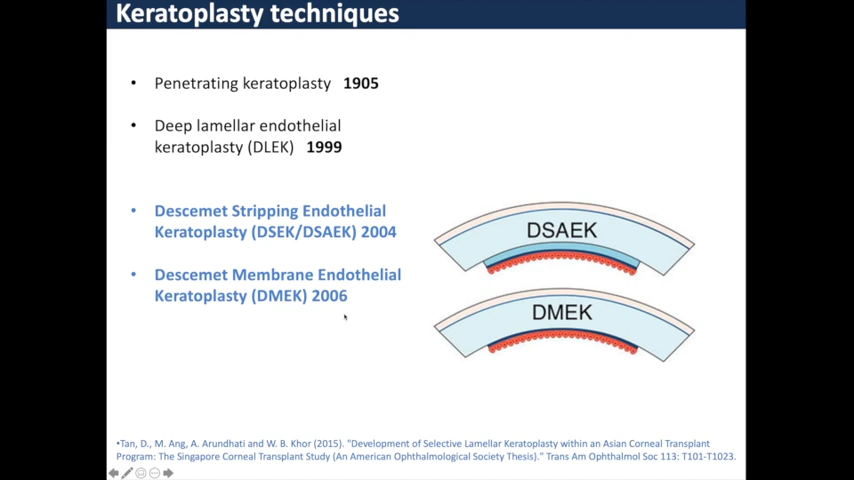 Keratoplasty techniques
• Penetrating keratoplasty 1905
• Deep lamellar endothelial
keratoplasty (DLEK) 1999
• Descemet Stripping Endothelial
Keratoplasty (DSEK/DSAEK) 2004
• Descemet Membrane Endothelial
Keratoplasty (DMEK) 2006
DSAEK
DMEK
•Tan, D., M. Ang, A. Arundhati and W. B. Khor (2015). "Development of Selective Lamellar Keratoplasty within an Asian Corneal Transplant
Program: The Singapore Corneal Transplant Study (An American Ophthalmological Society Thesis)." Trans Am Ophthalmol Soc 113: T101-T1023.